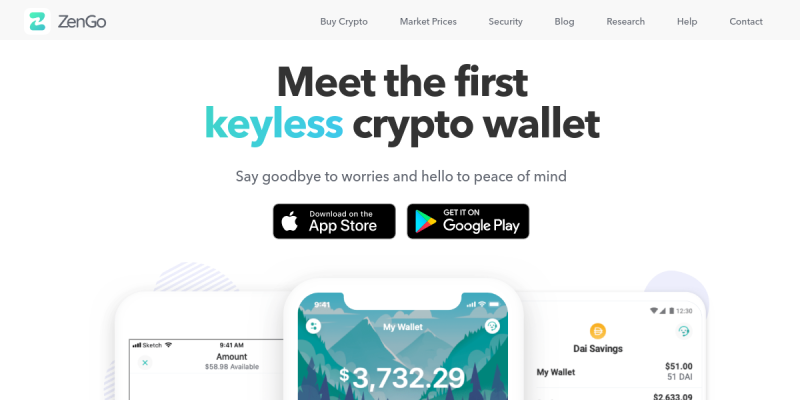 ZenGo
Buy Crypto
Market Prices
Security
Blog
Research
Help
Contact
Meet the first
keyless crypto wallet
Say goodbye to worries and hello to peace of mind
Download on the
App Store
GET IT ON
Google Play
Sketch
9:41 AM
Amount
$58.9B Available
9:41
My Wallet
$3,732.29
12:30
Dai Savings
My Wallet
$51.00
51 DAI
$2,633.09